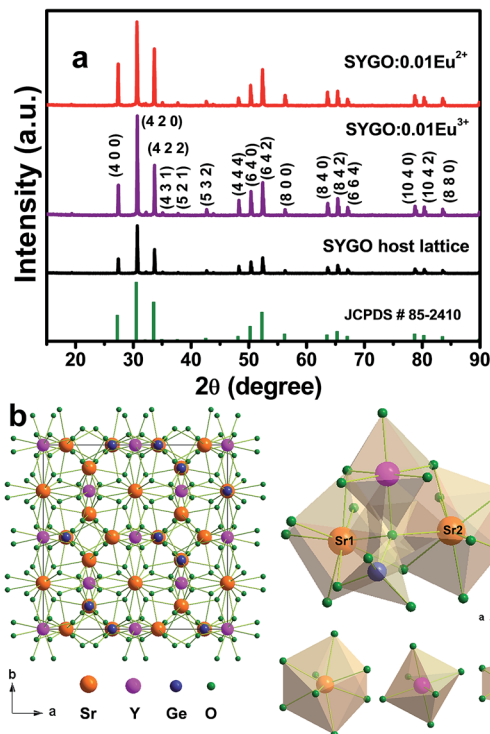 a
SYGO:0.01Eu2+
SYGO:0.01Eu3+
(4 0 0)
(4 2 0)
(4 2 2)
(4 3 1)
(5 2 1)
(5 3 2)
(4 4 4)
(6 4 0)
(6 4 2)
(8 0 0)
(8 4 0)
(8 4 2)
(6 6 4)
(10 4 0)
(10 4 2)
(8 8 0)
SYGO host lattice
JCPDS # 85-2410
Intensity (a.u.)
20 30 40 50 60 70 80 90
2θ (degree)
b
Sr1
Sr2
a
b
a
Sr Y Ge O